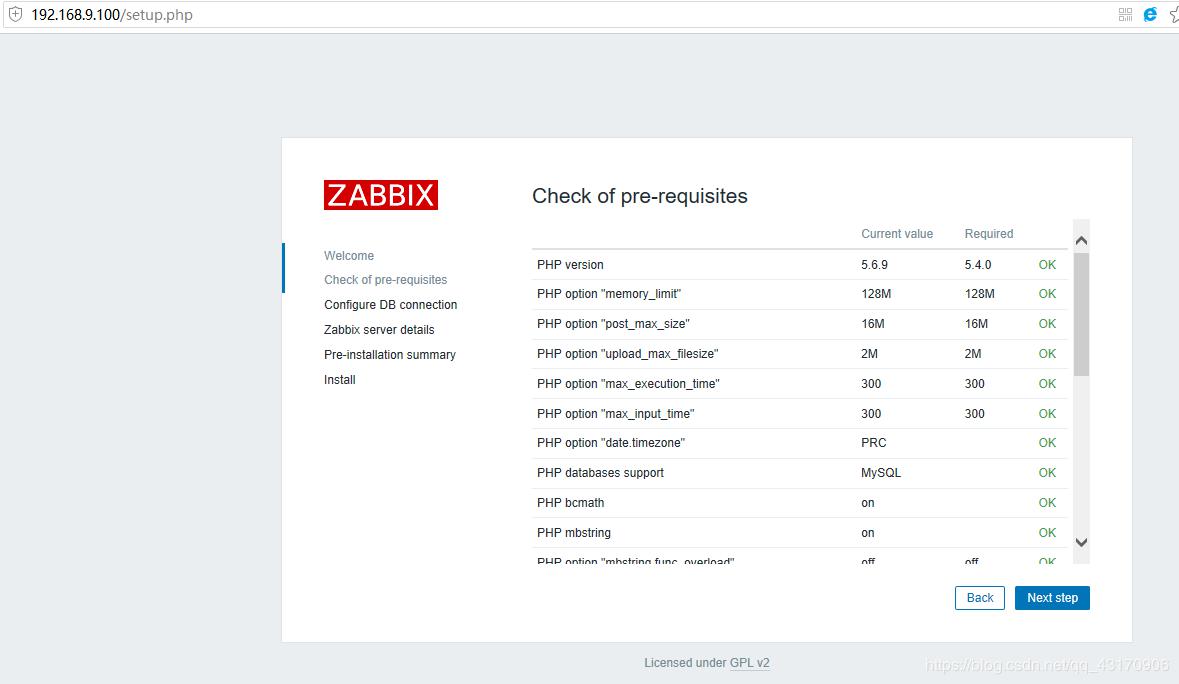 192.168.9.100/setup.php
ZABBIX
Welcome
Check of pre-requisites
Configure DB connection
Zabbix server details
Pre-installation summary
Install
Check of pre-requisites
Current value Required
PHP version 5.6.9 5.4.0 OK
PHP option "memory_limit" 128M 128M OK
PHP option "post_max_size" 16M 16M OK
PHP option "upload_max_filesize" 2M 2M OK
PHP option "max_execution_time" 300 300 OK
PHP option "max_input_time" 300 300 OK
PHP option "date.timezone" PRC OK
PHP databases support MySQL OK
PHP bcmath on OK
PHP mbstring on OK
PHP option "mbstring.func_overload" off off OK
Back Next step
Licensed under GPL v2
https://blog.csdn.net/qq_43170906